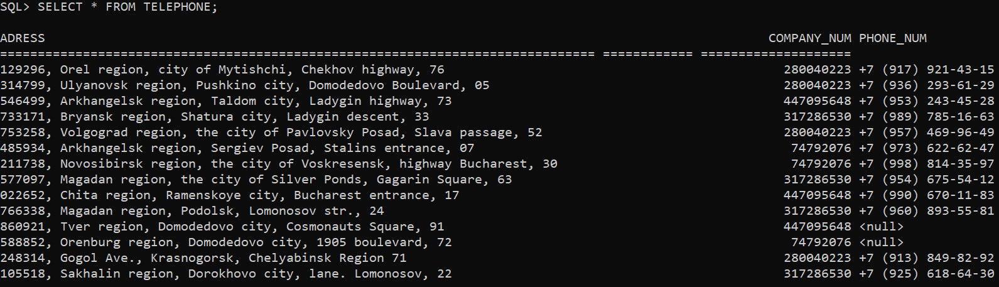 SQL> SELECT * FROM TELEPHONE;
ADRESS COMPANY_NUM PHONE_NUM
=============================================================================== ============ ====================
129296, Orel region, city of Mytishchi, Chekhov highway, 76 280040223 +7 (917) 921-43-15
314799, Ulyanovsk region, Pushkino city, Domodedovo Boulevard, 05 280040223 +7 (936) 293-61-29
546499, Arkhangelsk region, Taldom city, Ladygin highway, 73 447095648 +7 (953) 243-45-28
733171, Bryansk region, Shatura city, Ladygin descent, 33 317286530 +7 (989) 785-16-63
753258, Volgograd region, the city of Pavlovsky Posad, Slava passage, 52 280040223 +7 (957) 469-96-49
485934, Arkhangelsk region, Sergiev Posad, Stalins entrance, 07 74792076 +7 (973) 622-62-47
211738, Novosibirsk region, the city of Voskresensk, highway Bucharest, 30 74792076 +7 (998) 814-35-97
577097, Magadan region, the city of Silver Ponds, Gagarin Square, 63 317286530 +7 (954) 675-54-12
022652, Chita region, Ramenskoye city, Bucharest entrance, 17 447095648 +7 (990) 670-11-83
766338, Magadan region, Podolsk, Lomonosov str., 24 317286530 +7 (960) 893-55-81
860921, Tver region, Domodedovo city, Cosmonauts Square, 91 447095648 <null>
588852, Orenburg region, Domodedovo city, 1905 boulevard, 72 74792076 <null>
248314, Gogol Ave., Krasnogorsk, Chelyabinsk Region 71 280040223 +7 (913) 849-82-92
105518, Sakhalin region, Dorokhovo city, lane. Lomonosov, 22 317286530 +7 (925) 618-64-30